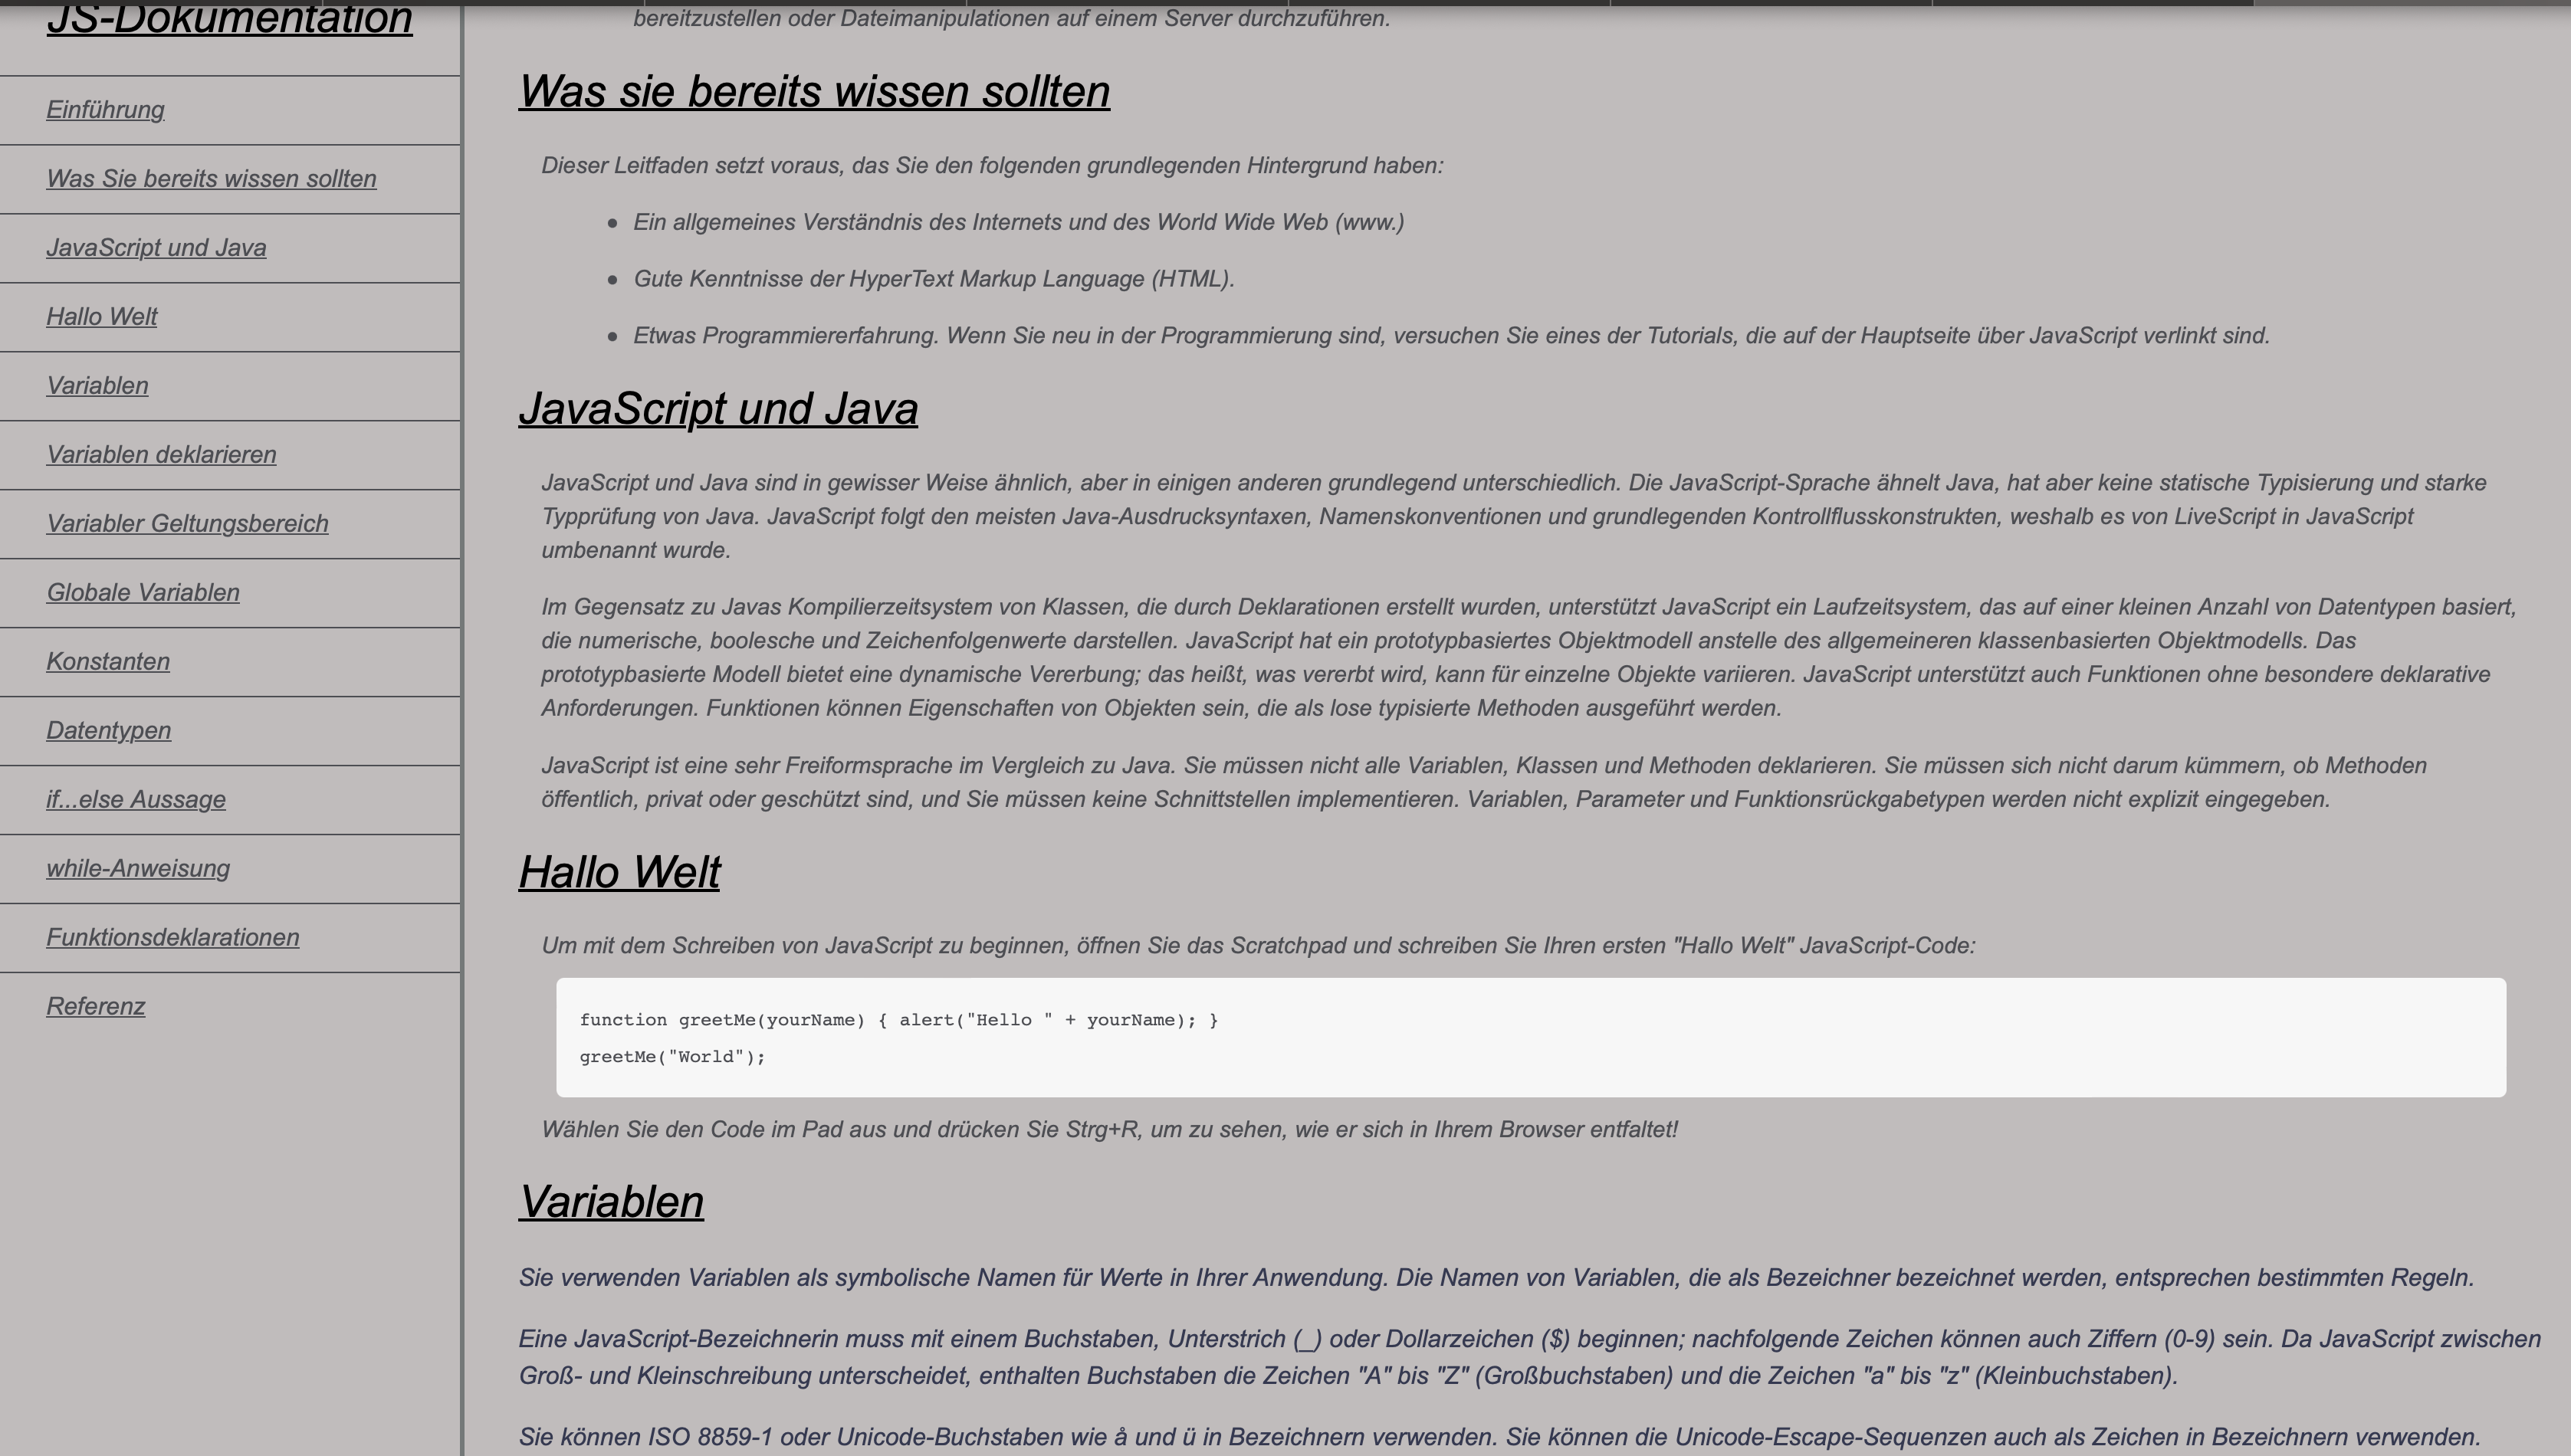 JS-Dokumentation
Einführung
Was Sie bereits wissen sollten
JavaScript und Java
Hallo Welt
Variablen
Variablen deklarieren
Variabler Geltungsbereich
Globale Variablen
Konstanten
Datentypen
if...else Aussage
while-Anweisung
Funktionsdeklarationen
Referenz
bereitzustellen oder Dateimanipulationen auf einem Server durchzuführen.
Was sie bereits wissen sollten
Dieser Leitfaden setzt voraus, das Sie den folgenden grundlegenden Hintergrund haben:
● Ein allgemeines Verständnis des Internets und des World Wide Web (www.)
● Gute Kenntnisse der HyperText Markup Language (HTML).
● Etwas Programmiererfahrung. Wenn Sie neu in der Programmierung sind, versuchen Sie eines der Tutorials, die auf der Hauptseite über JavaScript verlinkt sind.
JavaScript und Java
JavaScript und Java sind in gewisser Weise ähnlich, aber in einigen anderen grundlegend unterschiedlich. Die JavaScript-Sprache ähnelt Java, hat aber keine statische Typisierung und starke
Typprüfung von Java. JavaScript folgt den meisten Java-Ausdrucksyntaxen, Namenskonventionen und grundlegenden Kontrollflusskonstrukten, weshalb es von LiveScript in JavaScript
umbenannt wurde.
Im Gegensatz zu Javas Kompilierzeitsystem von Klassen, die durch Deklarationen erstellt wurden, unterstützt JavaScript ein Laufzeitsystem, das auf einer kleinen Anzahl von Datentypen basiert,
die numerische, boolesche und Zeichenfolgenwerte darstellen. JavaScript hat ein prototypbasiertes Objektmodell anstelle des allgemeineren klassenbasierten Objektmodells. Das
prototypbasierte Modell bietet eine dynamische Vererbung; das heißt, was vererbt wird, kann für einzelne Objekte variieren. JavaScript unterstützt auch Funktionen ohne besondere deklarative
Anforderungen. Funktionen können Eigenschaften von Objekten sein, die als lose typisierte Methoden ausgeführt werden.
JavaScript ist eine sehr Freiformsprache im Vergleich zu Java. Sie müssen nicht alle Variablen, Klassen und Methoden deklarieren. Sie müssen sich nicht darum kümmern, ob Methoden
öffentlich, privat oder geschützt sind, und Sie müssen keine Schnittstellen implementieren. Variablen, Parameter und Funktionsrückgabetypen werden nicht explizit eingegeben.
Hallo Welt
Um mit dem Schreiben von JavaScript zu beginnen, öffnen Sie das Scratchpad und schreiben Sie Ihren ersten "Hallo Welt" JavaScript-Code:
function greetMe(yourName) { alert("Hello " + yourName); }
greetMe("World");
Wählen Sie den Code im Pad aus und drücken Sie Strg+R, um zu sehen, wie er sich in Ihrem Browser entfaltet!
Variablen
Sie verwenden Variablen als symbolische Namen für Werte in Ihrer Anwendung. Die Namen von Variablen, die als Bezeichner bezeichnet werden, entsprechen bestimmten Regeln.
Eine JavaScript-Bezeichnerin muss mit einem Buchstaben, Unterstrich (_) oder Dollarzeichen ($) beginnen; nachfolgende Zeichen können auch Ziffern (0-9) sein. Da JavaScript zwischen
Groß- und Kleinschreibung unterscheidet, enthalten Buchstaben die Zeichen "A" bis "Z" (Großbuchstaben) und die Zeichen "a" bis "z" (Kleinbuchstaben).
Sie können ISO 8859-1 oder Unicode-Buchstaben wie å und ü in Bezeichnern verwenden. Sie können die Unicode-Escape-Sequenzen auch als Zeichen in Bezeichnern verwenden.